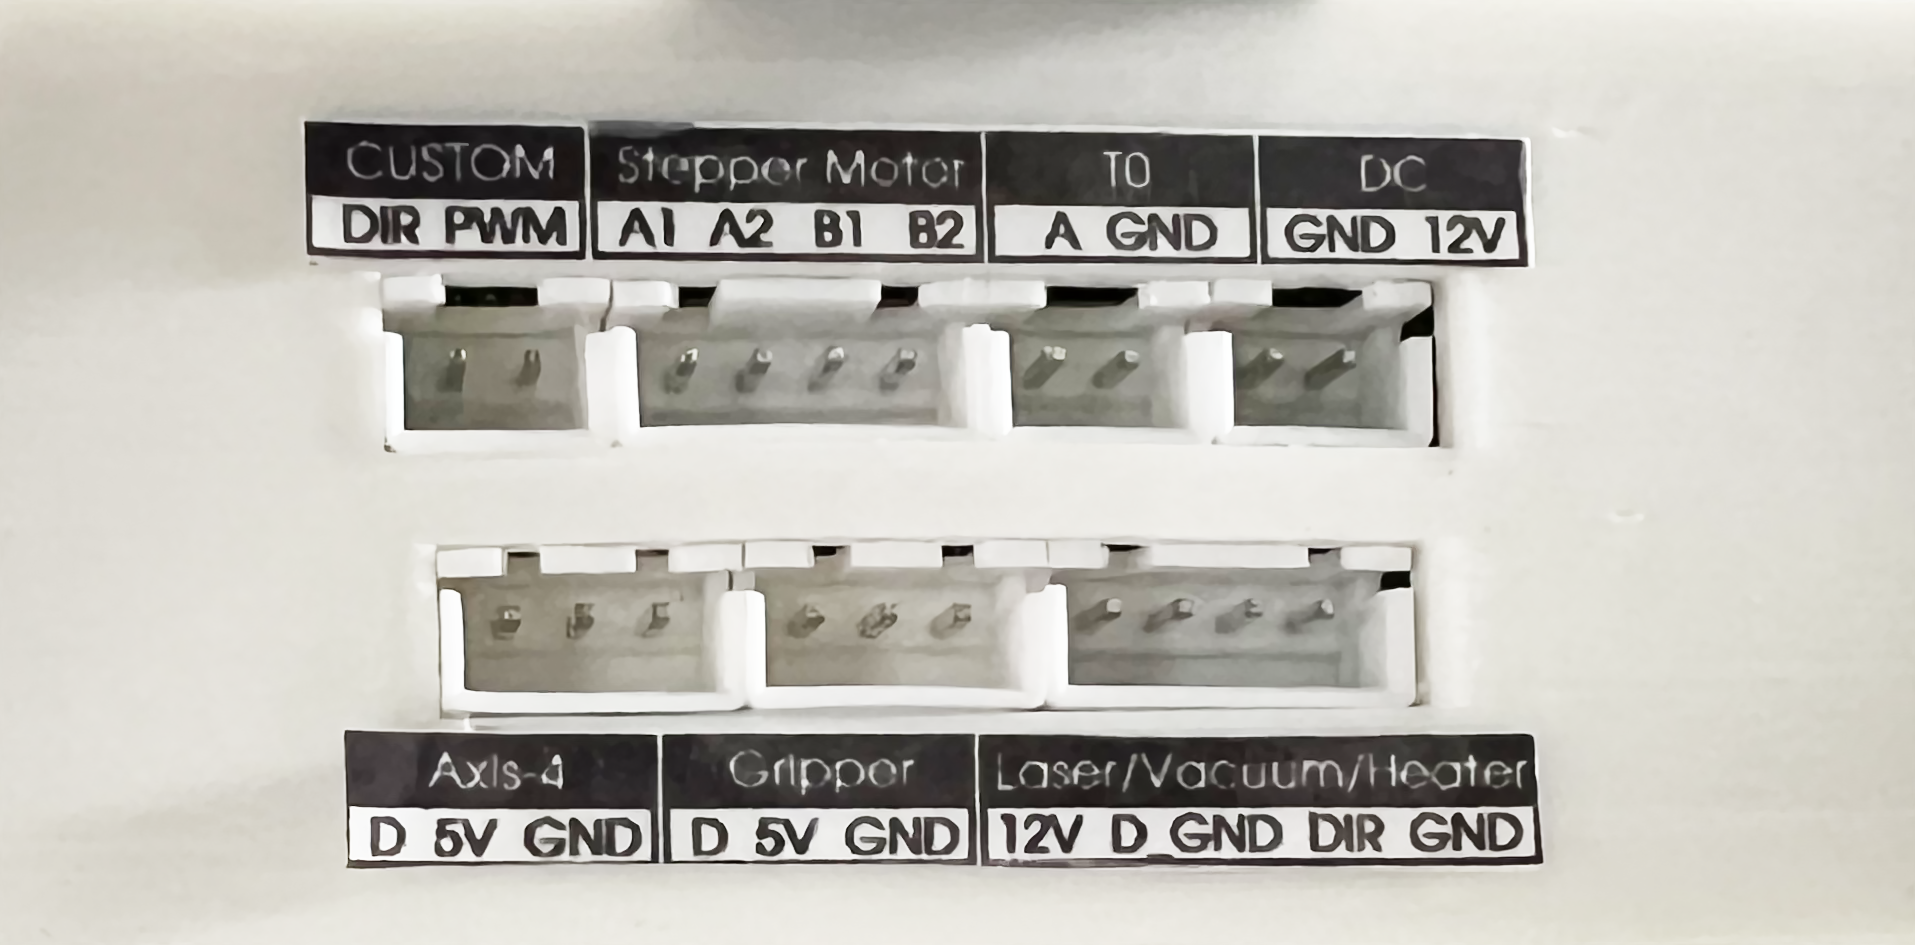 CUSTOM Stepper Motor T0 DC
DIR PWM A1 A2 B1 B2 A GND GND 12V
Axis-4 Gripper Laser/Vacuum/Heater
D 5V GND D 5V GND 12V D GND DIR GND